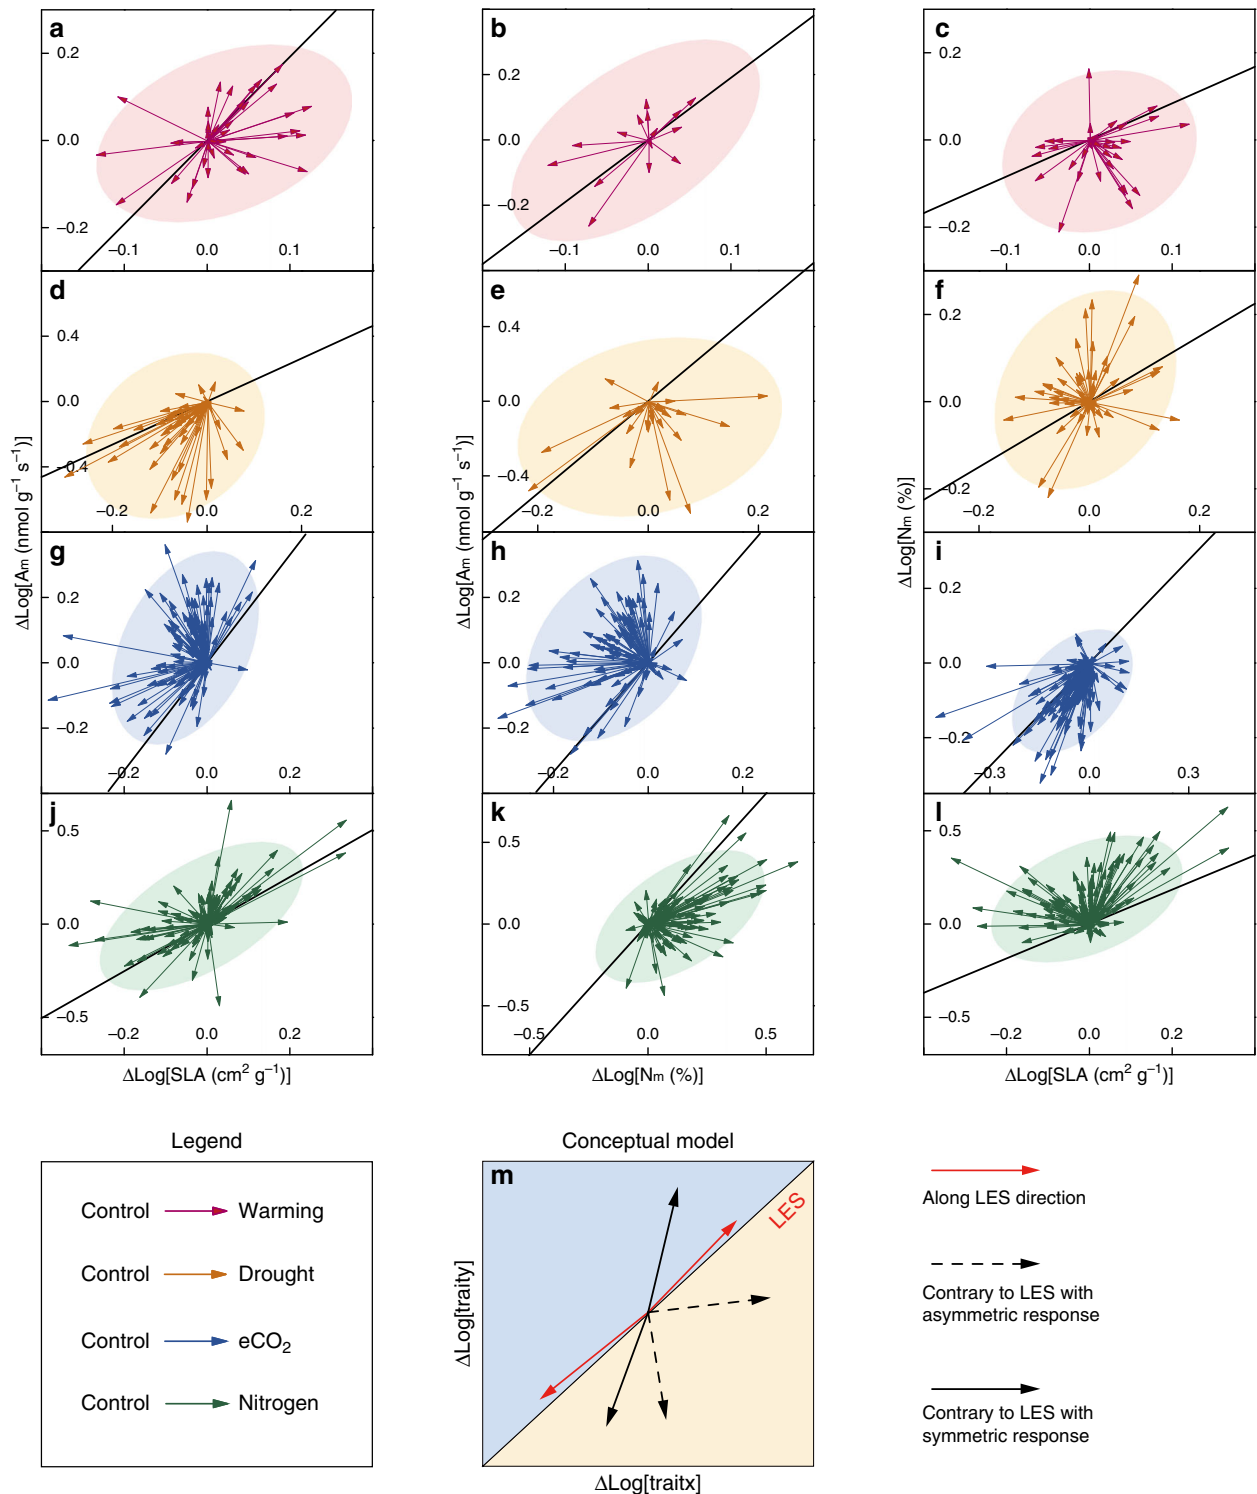 a
0.2
0.0
−0.2
−0.1
0.0
0.1
b
0.2
0.0
−0.2
−0.1
0.0
0.1
c
0.2
0.0
−0.2
−0.1
0.0
0.1
d
0.4
0.0
−0.4
−0.2
0.0
0.2
e
0.4
0.0
−0.4
−0.2
0.0
0.2
f
0.2
0.0
−0.2
−0.2
0.0
0.2
g
0.2
0.0
−0.2
−0.2
0.0
0.2
h
0.2
0.0
−0.2
−0.2
0.0
0.2
i
0.2
0.0
−0.2
−0.3
0.0
0.3
j
0.5
0.0
−0.5
−0.2
0.0
0.2
k
0.5
0.0
−0.5
−0.5
0.0
0.5
l
0.5
0.0
−0.5
−0.2
0.0
0.2
ΔLog[Am (nmol g⁻¹ s⁻¹)]
ΔLog[Am (nmol g⁻¹ s⁻¹)]
ΔLog[Nm (%)]
ΔLog[SLA (cm² g⁻¹)]
ΔLog[Nm (%)]
ΔLog[SLA (cm² g⁻¹)]
Legend
Control → Warming
Control → Drought
Control → eCO₂
Control → Nitrogen
Conceptual model
m
LES
ΔLog[traity]
ΔLog[traitx]
Along LES direction
Contrary to LES with
asymmetric response
Contrary to LES with
symmetric response